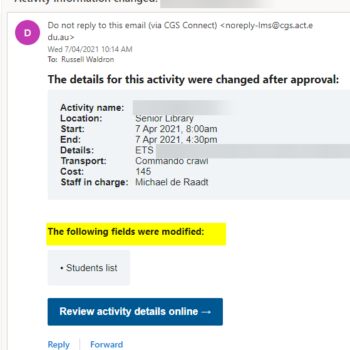 Activity information changed:
D
Do not reply to this email (via CGS Connect) <noreply-lms@cgs.act.e
du.au>
Wed 7/04/2021 10:14 AM
To: Russell Waldron
The details for this activity were changed after approval:
Activity name:
Location: Senior Library
Start: 7 Apr 2021, 8:00am
End: 7 Apr 2021, 4:30pm
Details: ETS
Transport: Commando crawl
Cost: 145
Staff in charge: Michael de Raadt
The following fields were modified:
• Students list
Review activity details online →
Reply Forward